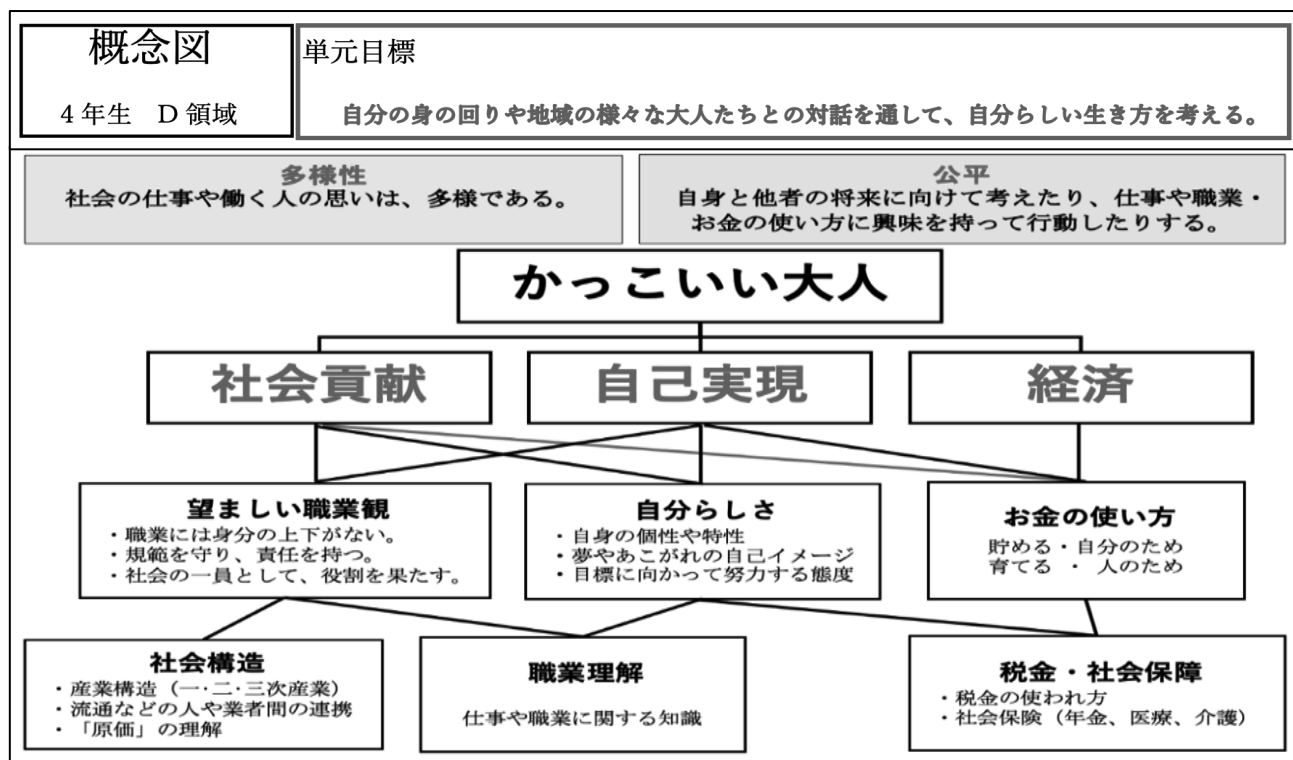 概念図
4年生 D領域
単元目標
自分の身の回りや地域の様々な大人たちとの対話を通して、自分らしい生き方を考える。
多様性
社会の仕事や働く人の思いは、多様である。
公平
自身と他者の将来に向けて考えたり、仕事や職業・
お金の使い方に興味を持って行動したりする。
かっこいい大人
社会貢献
自己実現
経済
望ましい職業観
・職業には身分の上下がない。
・規範を守り、責任を持つ。
・社会の一員として、役割を果たす。
自分らしさ
・自身の個性や特性
・夢やあこがれの自己イメージ
・目標に向かって努力する態度
お金の使い方
貯める・自分のため
育てる ・ 人のため
社会構造
・産業構造（一・二・三次産業）
・流通などの人や業者間の連携
・「原価」の理解
職業理解
仕事や職業に関する知識
税金・社会保障
・税金の使われ方
・社会保険（年金、医療、介護）